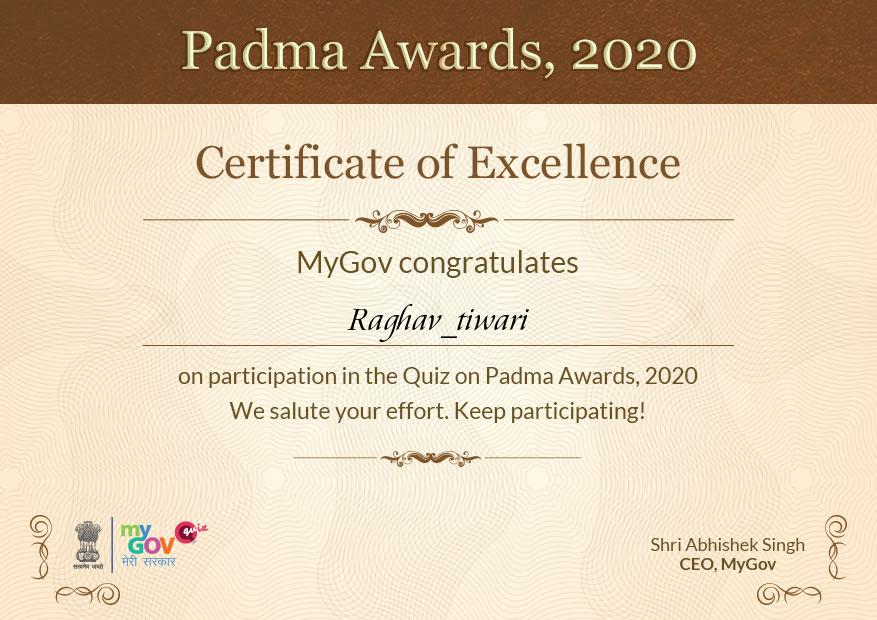 Padma Awards, 2020
Certificate of Excellence
MyGov congratulates
Raghav_tiwari
on participation in the Quiz on Padma Awards, 2020
We salute your effort. Keep participating!
सत्यमेव जयते
my
GOV
quiz
मेरी सरकार
Shri Abhishek Singh
CEO, MyGov